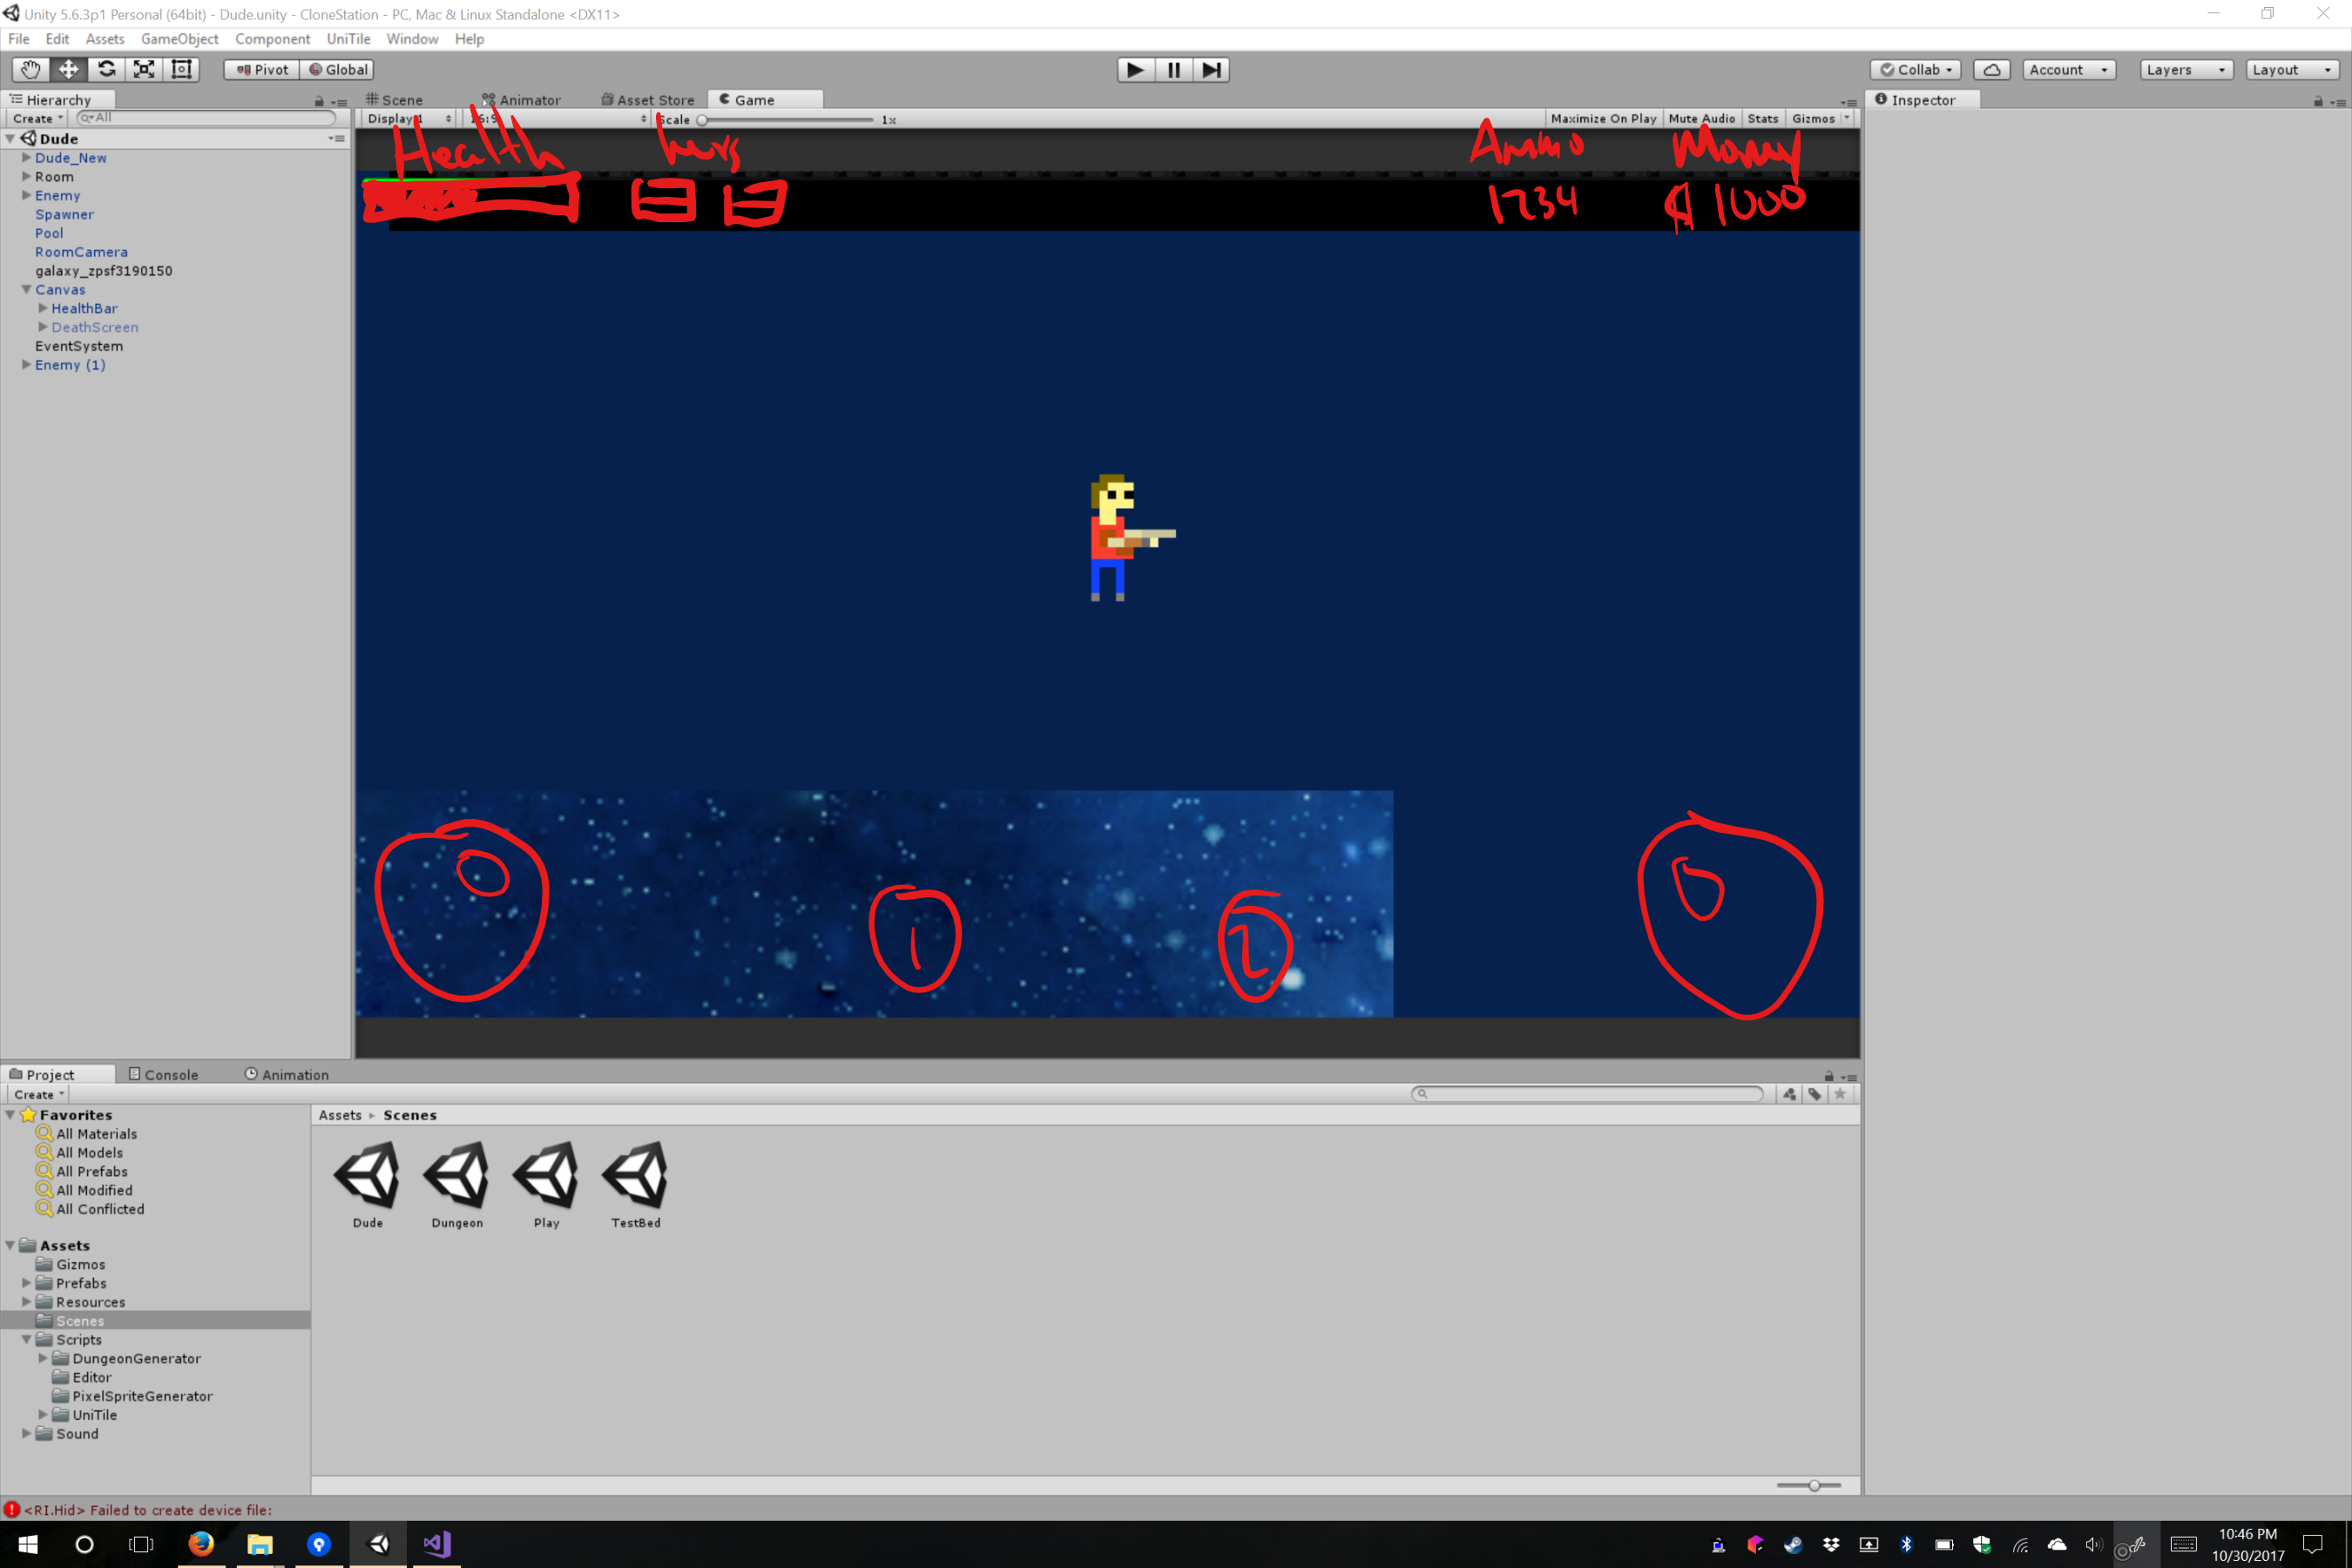 Unity 5.6.3p1 Personal (64bit) - Dude.unity - CloneStation - PC, Mac & Linux Standalone <DX11>
File Edit Assets GameObject Component UniTile Window Help
Pivot Global Collab Account Layers Layout
Hierarchy Scene Animator Asset Store Game Inspector
Create All Display 1 16:9 Scale 1x Maximize On Play Mute Audio Stats Gizmos
Dude
Dude_New
Room
Enemy
Spawner
Pool
RoomCamera
galaxy_zpsf3190150
Canvas
HealthBar
DeathScreen
EventSystem
Enemy (1)
Health Ammo Money
1234 $1000
1 2
Project Console Animation
Create
Favorites
All Materials
All Models
All Prefabs
All Modified
All Conflicted
Assets
Gizmos
Prefabs
Resources
Scenes
Scripts
DungeonGenerator
Editor
PixelSpriteGenerator
UniTile
Sound
Assets Scenes
Dude Dungeon Play TestBed
<RI.Hid> Failed to create device file:
10:46 PM
10/30/2017